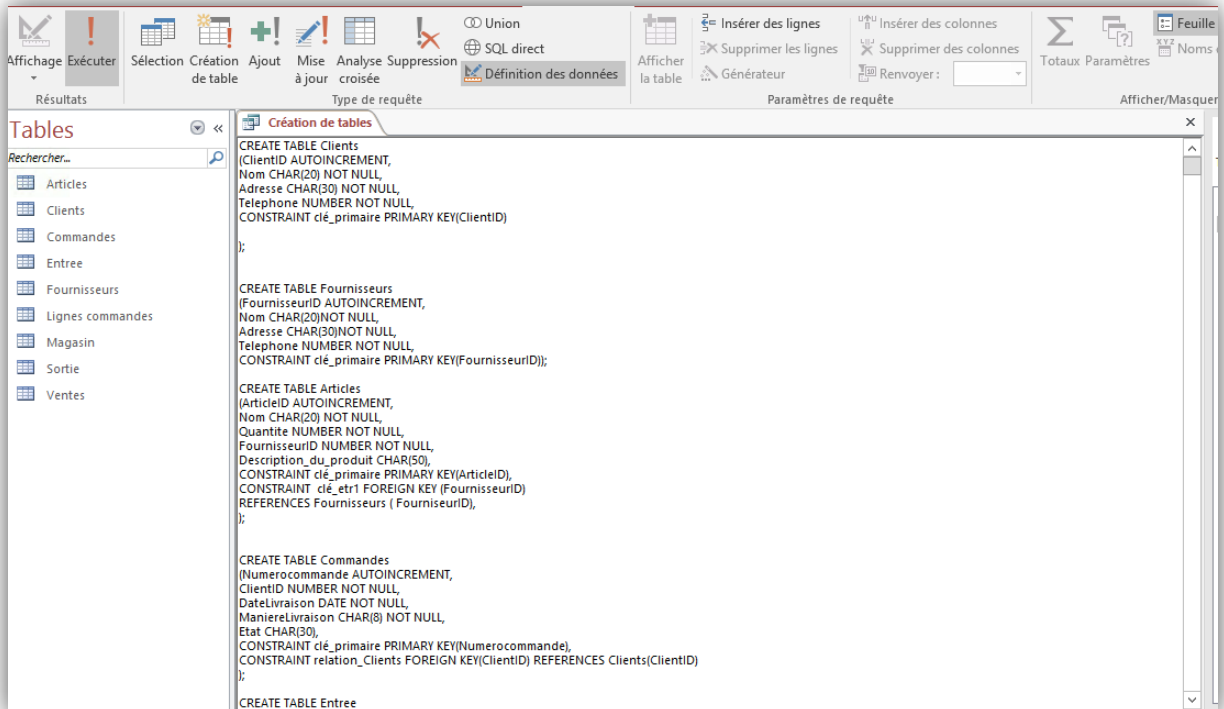 Affichage
Exécuter
Résultats
Sélection
Création de table
Ajout
Mise à jour
Analyse croisée
Suppression
Union
SQL direct
Définition des données
Type de requête
Afficher la table
Insérer des lignes
Supprimer les lignes
Générateur
Insérer des colonnes
Supprimer des colonnes
Renvoyer :
Paramètres de requête
Totaux
Paramètres
Feuille
Noms
Afficher/Masquer
Tables
Rechercher...
Articles
Clients
Commandes
Entree
Fournisseurs
Lignes commandes
Magasin
Sortie
Ventes
Création de tables
CREATE TABLE Clients
(ClientID AUTOINCREMENT,
Nom CHAR(20) NOT NULL,
Adresse CHAR(30) NOT NULL,
Telephone NUMBER NOT NULL,
CONSTRAINT clé_primaire PRIMARY KEY(ClientID)
);
CREATE TABLE Fournisseurs
(FournisseurID AUTOINCREMENT,
Nom CHAR(20)NOT NULL,
Adresse CHAR(30)NOT NULL,
Telephone NUMBER NOT NULL,
CONSTRAINT clé_primaire PRIMARY KEY(FournisseurID));
CREATE TABLE Articles
(ArticleID AUTOINCREMENT,
Nom CHAR(20) NOT NULL,
Quantite NUMBER NOT NULL,
FournisseurID NUMBER NOT NULL,
Description_du_produit CHAR(50),
CONSTRAINT clé_primaire PRIMARY KEY(ArticleID),
CONSTRAINT clé_etr1 FOREIGN KEY (FournisseurID)
REFERENCES Fournisseurs ( FourniseurID),
);
CREATE TABLE Commandes
(Numerocommande AUTOINCREMENT,
ClientID NUMBER NOT NULL,
DateLivraison DATE NOT NULL,
ManiereLivraison CHAR(8) NOT NULL,
Etat CHAR(30),
CONSTRAINT clé_primaire PRIMARY KEY(Numerocommande),
CONSTRAINT relation_Clients FOREIGN KEY(ClientID) REFERENCES Clients(ClientID)
);
CREATE TABLE Entree